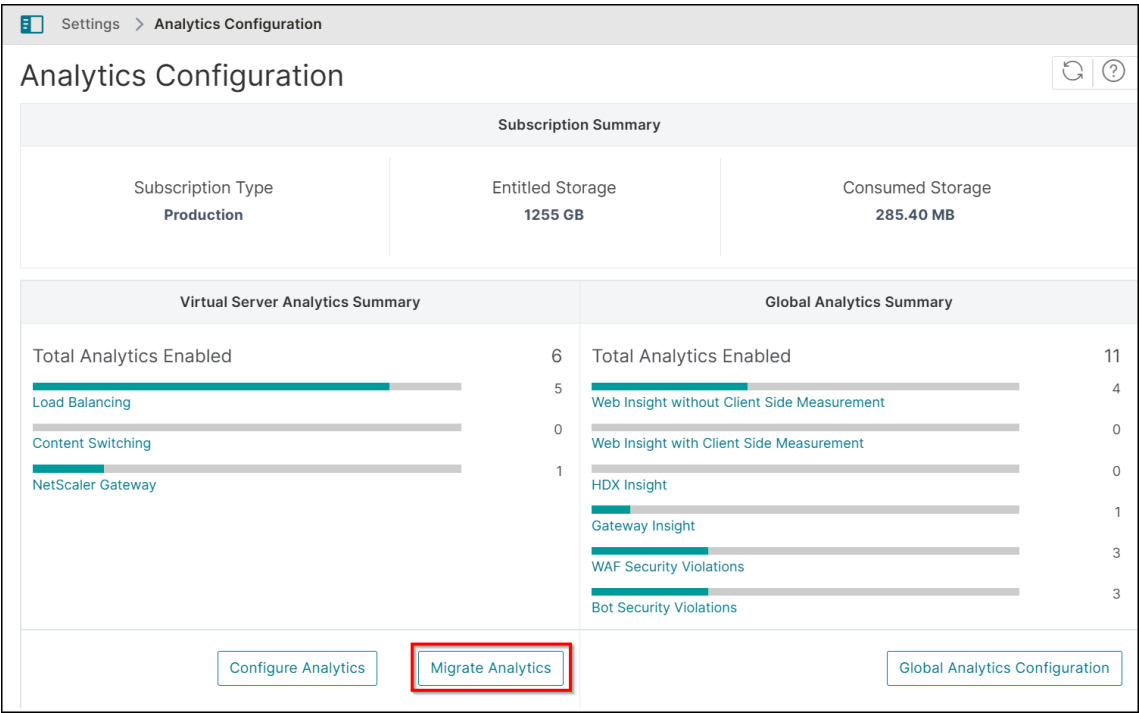 Settings > Analytics Configuration
Analytics Configuration
?
Subscription Summary
Subscription Type
Production
Entitled Storage
1255 GB
Consumed Storage
285.40 MB
Virtual Server Analytics Summary
Total Analytics Enabled 6
5
Load Balancing
0
Content Switching
1
NetScaler Gateway
Global Analytics Summary
Total Analytics Enabled 11
4
Web Insight without Client Side Measurement
0
Web Insight with Client Side Measurement
0
HDX Insight
1
Gateway Insight
3
WAF Security Violations
3
Bot Security Violations
Configure Analytics
Migrate Analytics
Global Analytics Configuration